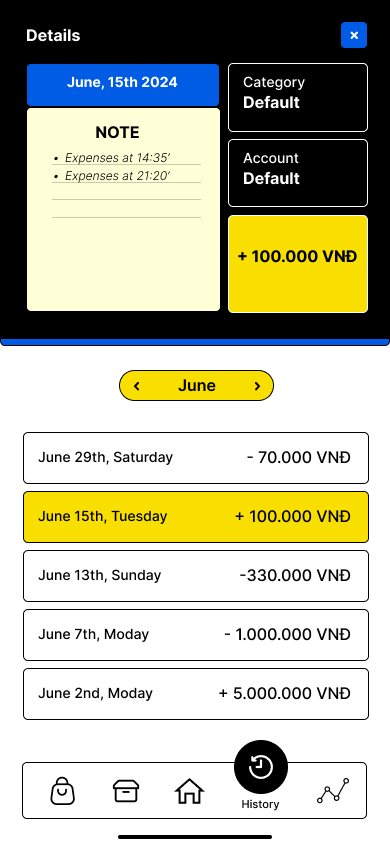 Details
June, 15th 2024
NOTE
• Expenses at 14:35'
• Expenses at 21:20'
Category
Default
Account
Default
+ 100.000 VNĐ
June
June 29th, Saturday - 70.000 VNĐ
June 15th, Tuesday + 100.000 VNĐ
June 13th, Sunday -330.000 VNĐ
June 7th, Moday - 1.000.000 VNĐ
June 2nd, Moday + 5.000.000 VNĐ
History